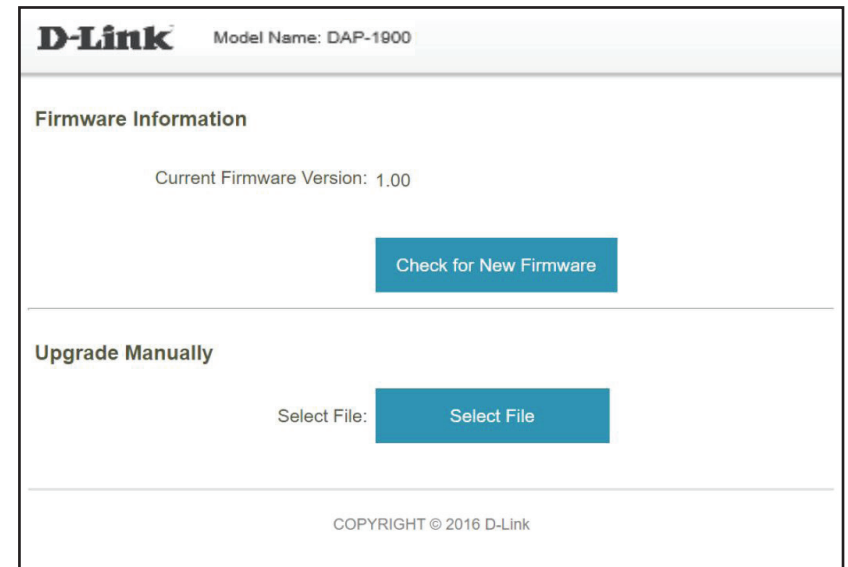 D-Link Model Name: DAP-1900
Firmware Information
Current Firmware Version: 1.00
Check for New Firmware
Upgrade Manually
Select File: Select File
COPYRIGHT © 2016 D-Link